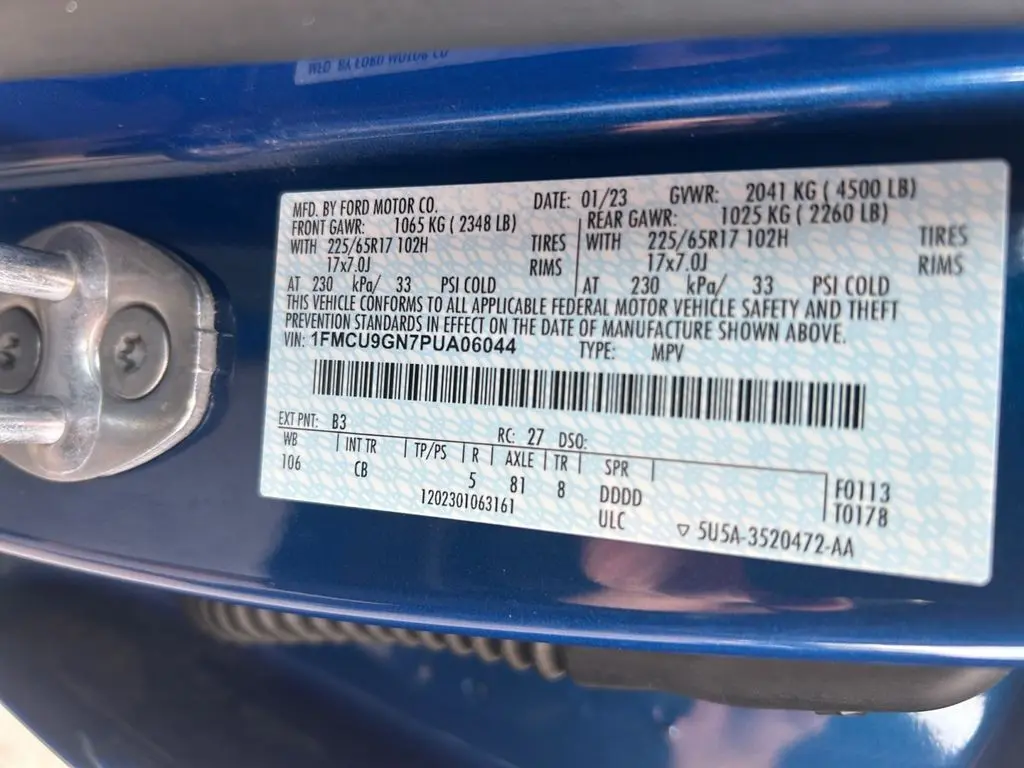 MFD. BY FORD MOTOR CO.
DATE: 01/23 GVWR: 2041 KG ( 4500 LB)
FRONT GAWR: 1065 KG ( 2348 LB)
WITH 225/65R17 102H TIRES
17x7.0J RIMS
AT 230 kPa/ 33 PSI COLD
REAR GAWR: 1025 KG ( 2260 LB)
WITH 225/65R17 102H TIRES
17x7.0J RIMS
AT 230 kPa/ 33 PSI COLD
THIS VEHICLE CONFORMS TO ALL APPLICABLE FEDERAL MOTOR VEHICLE SAFETY AND THEFT
PREVENTION STANDARDS IN EFFECT ON THE DATE OF MANUFACTURE SHOWN ABOVE.
VIN: 1FMCU9GN7PUA06044 TYPE: MPV
EXT PNT: B3 RC: 27 DSO:
WB INT TR TP/PS R AXLE TR SPR
106 CB 5 81 8 DDDD
1202301063161 ULC
F0113
T0178
▽ 5U5A-3520472-AA